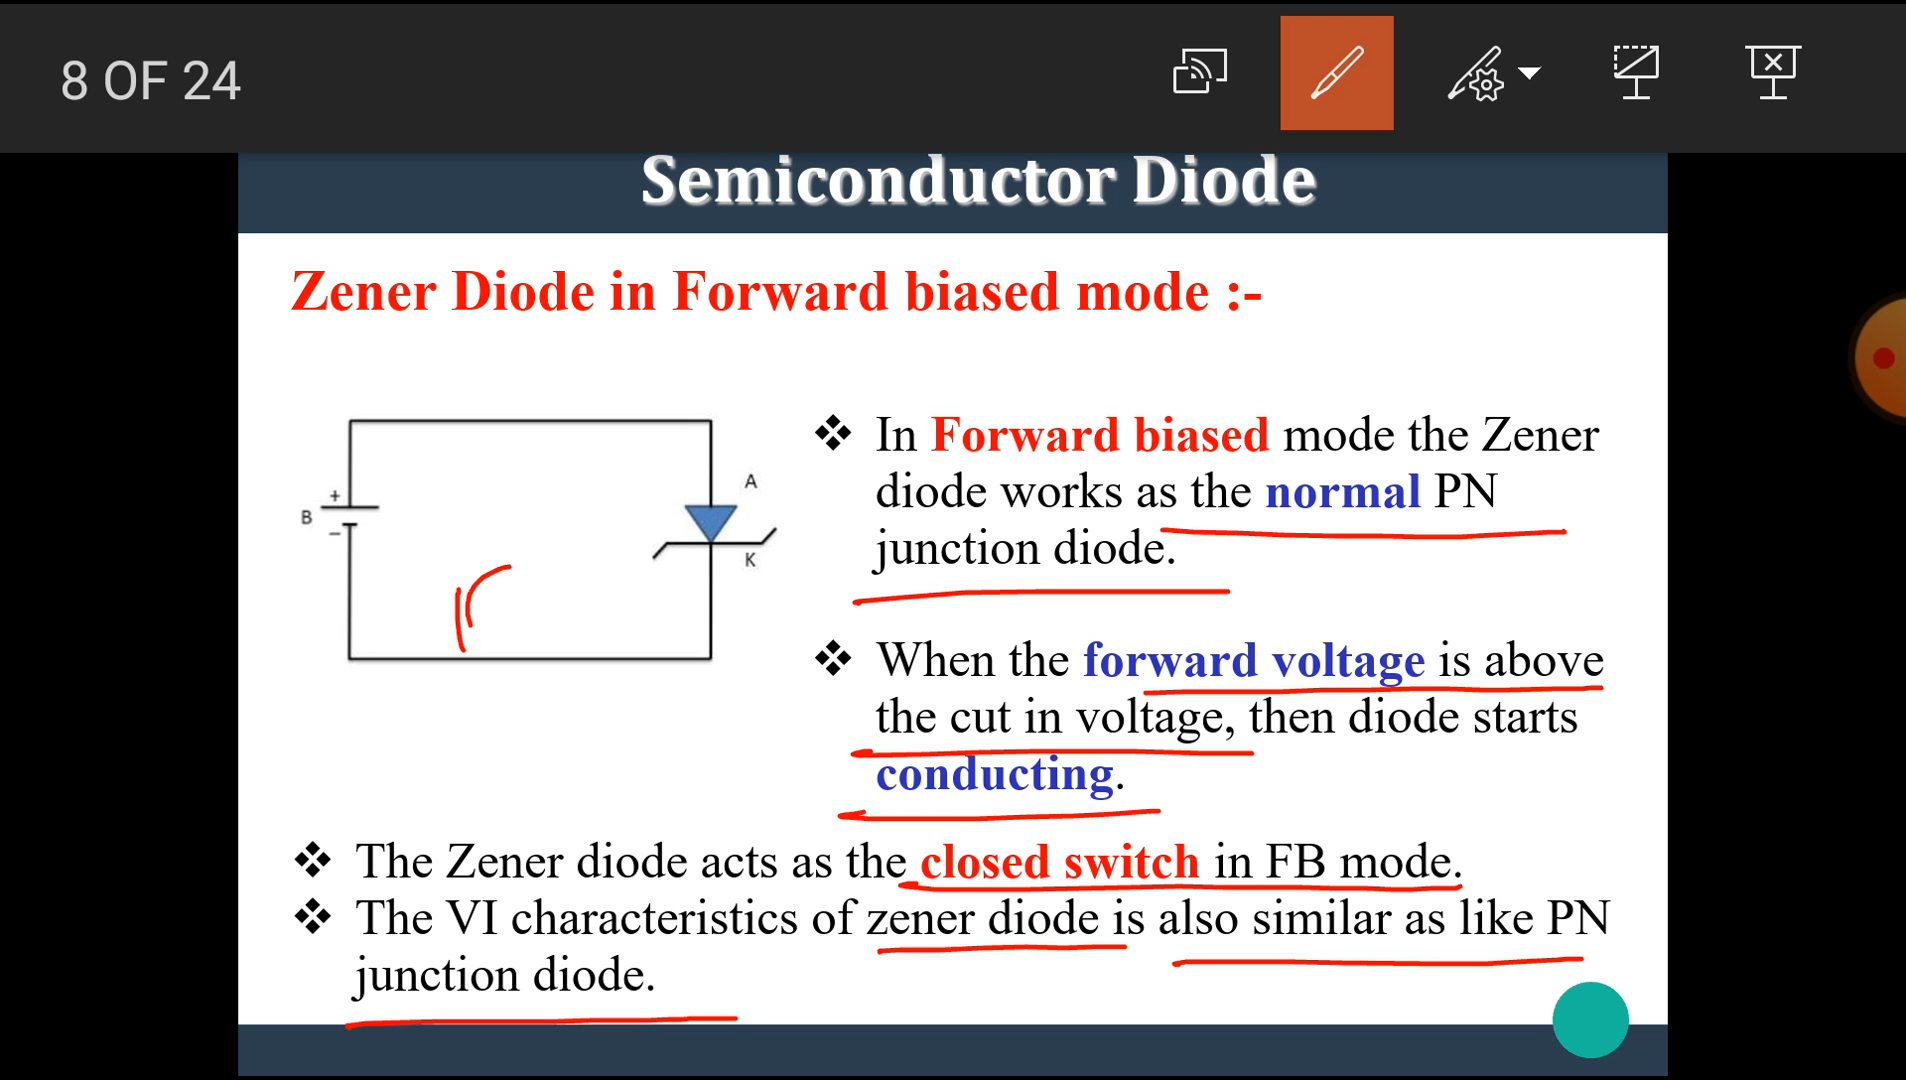 8 OF 24
Semiconductor Diode
Zener Diode in Forward biased mode :-
+
B
−
A
K
❖ In Forward biased mode the Zener
diode works as the normal PN
junction diode.
❖ When the forward voltage is above
the cut in voltage, then diode starts
conducting.
❖ The Zener diode acts as the closed switch in FB mode.
❖ The VI characteristics of zener diode is also similar as like PN
junction diode.